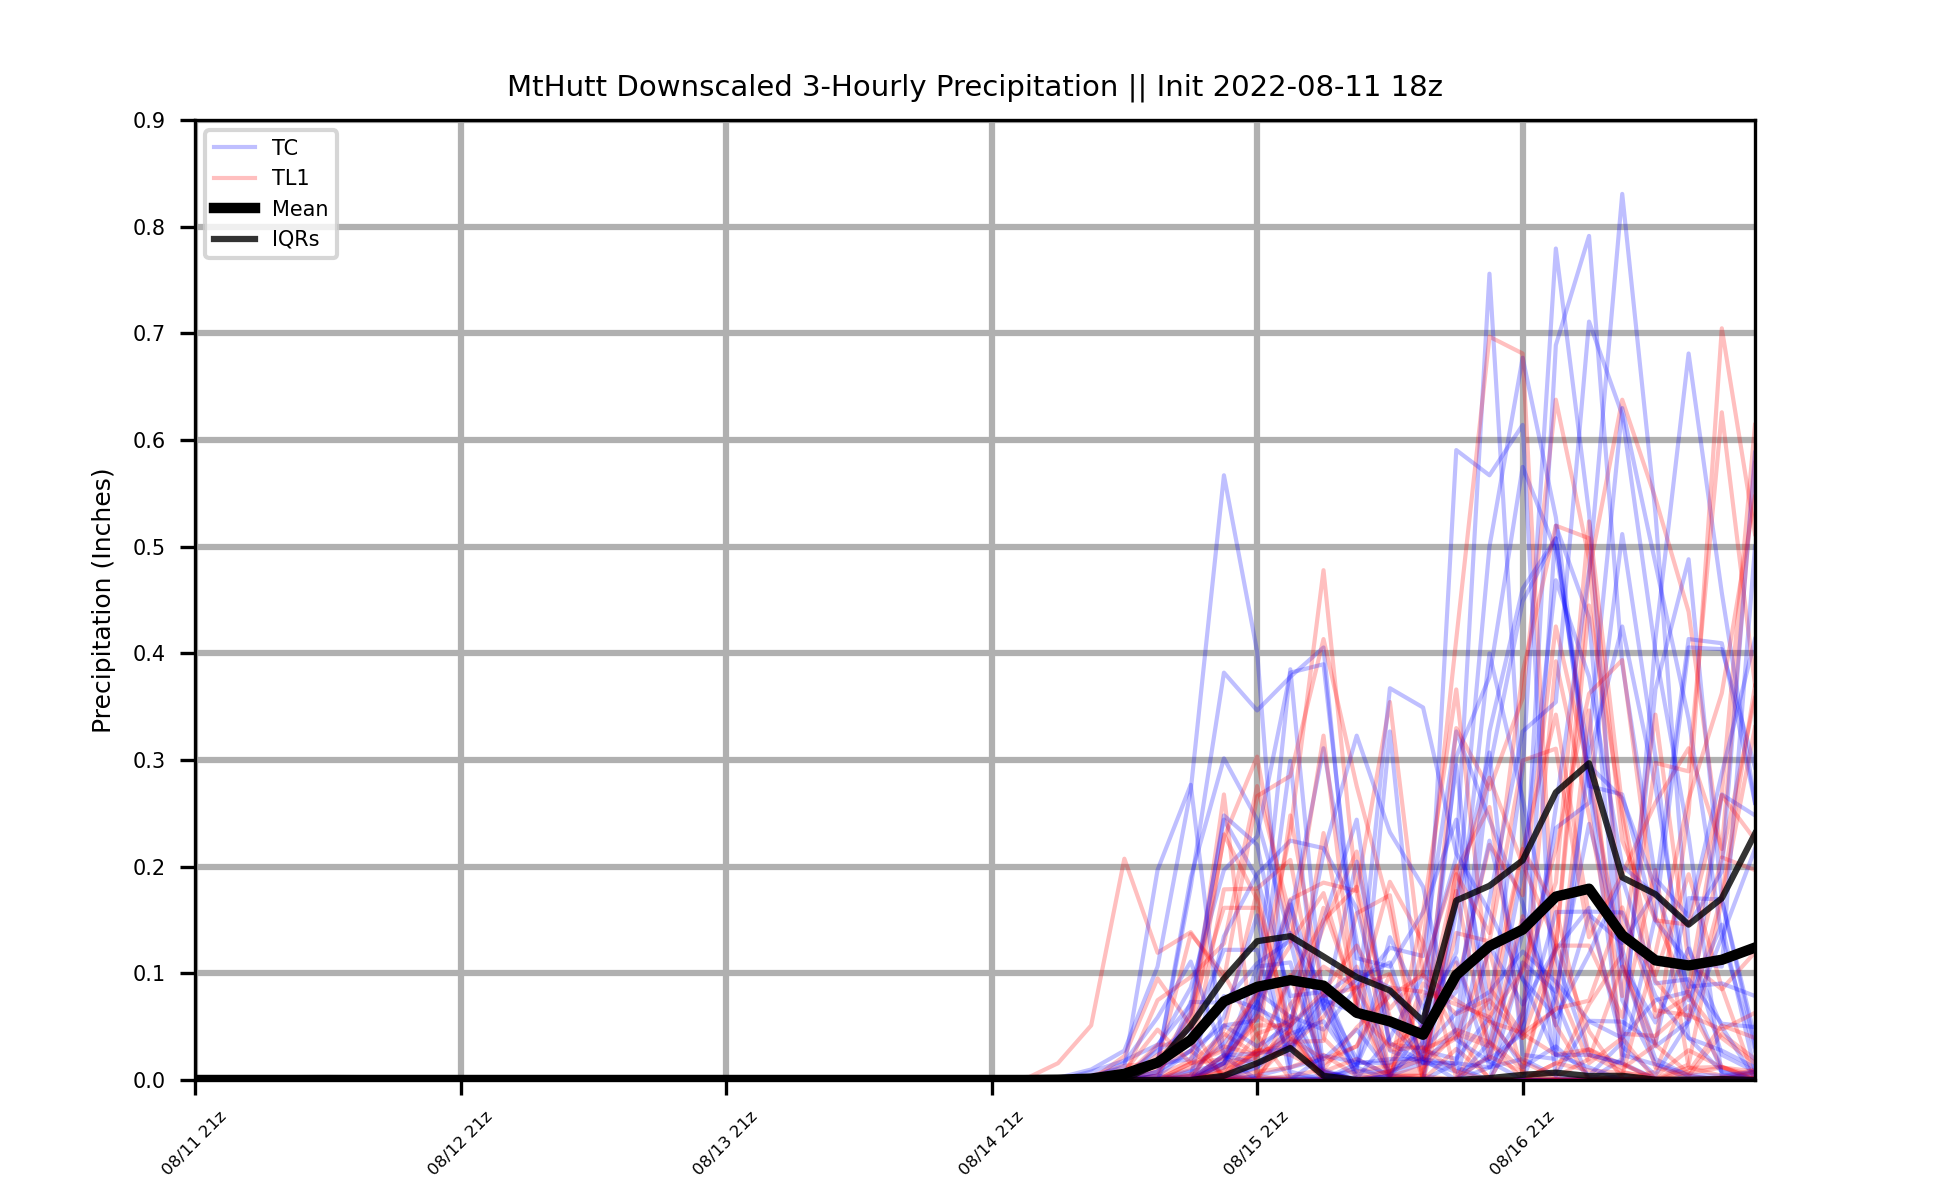 MtHutt Downscaled 3-Hourly Precipitation || Init 2022-08-11 18z
TC
TL1
Mean
IQRs
Precipitation (Inches)
0.9
0.8
0.7
0.6
0.5
0.4
0.3
0.2
0.1
0.0
08/11 21z
08/12 21z
08/13 21z
08/14 21z
08/15 21z
08/16 21z